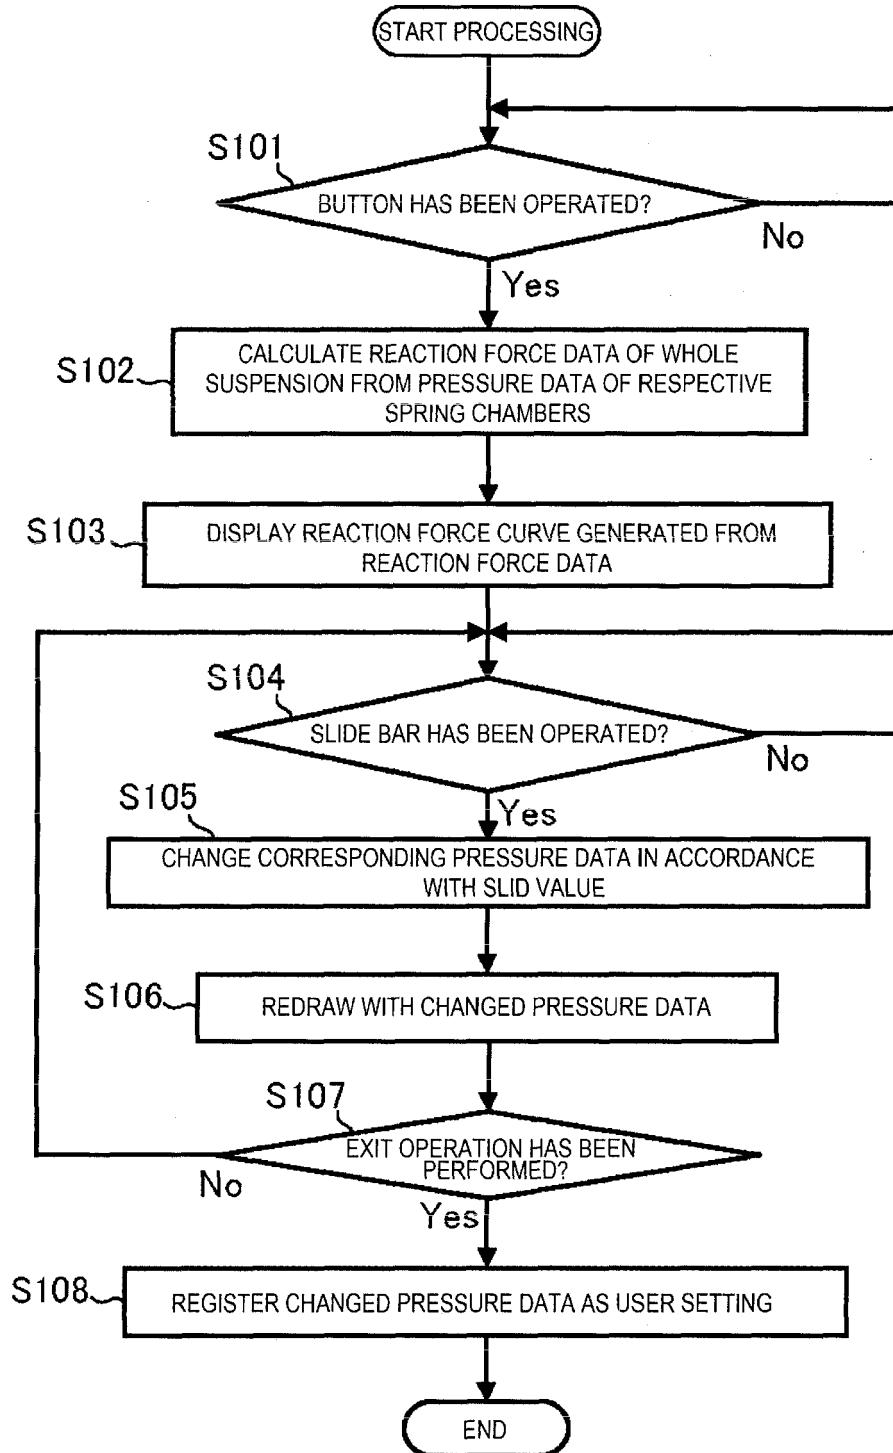 START PROCESSING
S101
BUTTON HAS BEEN OPERATED?
No
Yes
S102
CALCULATE REACTION FORCE DATA OF WHOLE
SUSPENSION FROM PRESSURE DATA OF RESPECTIVE
SPRING CHAMBERS
S103
DISPLAY REACTION FORCE CURVE GENERATED FROM
REACTION FORCE DATA
S104
SLIDE BAR HAS BEEN OPERATED?
No
Yes
S105
CHANGE CORRESPONDING PRESSURE DATA IN ACCORDANCE
WITH SLID VALUE
S106
REDRAW WITH CHANGED PRESSURE DATA
S107
EXIT OPERATION HAS BEEN
PERFORMED?
No
Yes
S108
REGISTER CHANGED PRESSURE DATA AS USER SETTING
END